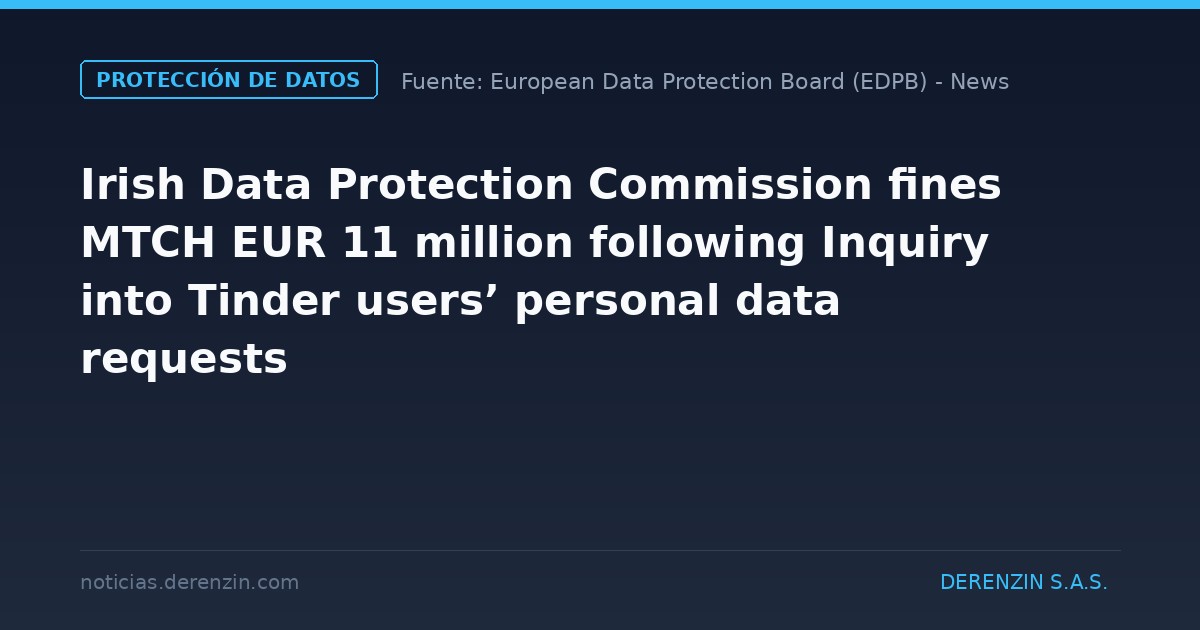 PROTECCIÓN DE DATOS
Fuente: European Data Protection Board (EDPB) - News
Irish Data Protection Commission fines
MTCH EUR 11 million following Inquiry
into Tinder users’ personal data
requests
noticias.derenzin.com
DERENZIN S.A.S.